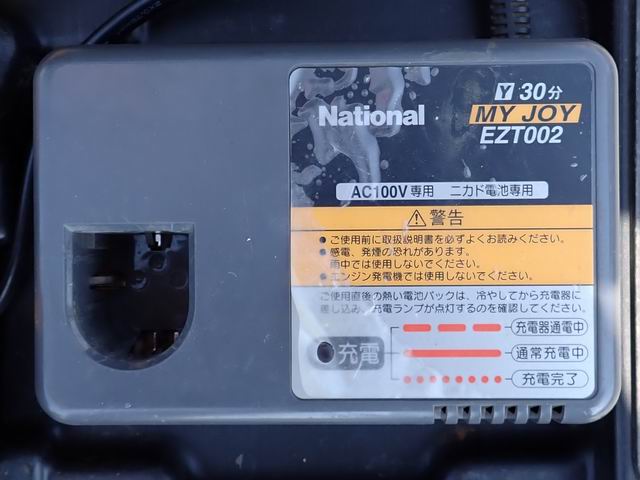 Y 30分
National
MY JOY
EZT002
AC100V専用 ニカド電池専用
⚠警告
●ご使用前に取扱説明書を必ずよくお読みください。
●感電、発煙の恐れがあります。
雨中では使用しないでください。
●エンジン発電機では使用しないでください。
ご使用直後の熱い電池パックは、冷やしてから充電器に
差し込み、充電ランプが点灯するのを確認してください。
充電器通電中
充電
通常充電中
充電完了